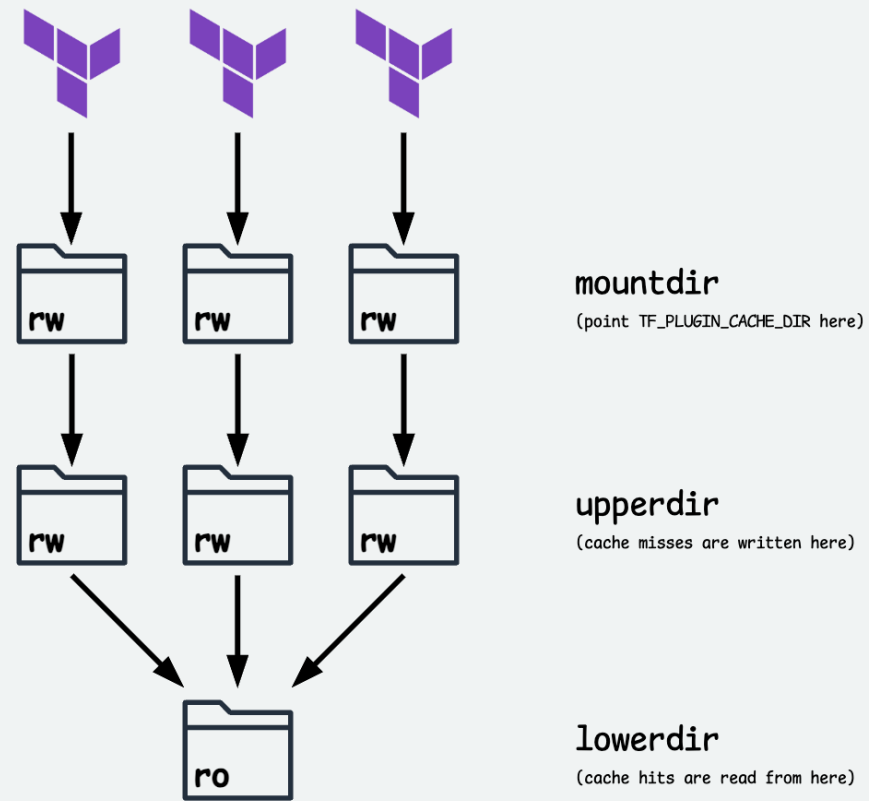 rw rw rw mountdir
(point TF_PLUGIN_CACHE_DIR here)
rw rw rw upperdir
(cache misses are written here)
ro lowerdir
(cache hits are read from here)